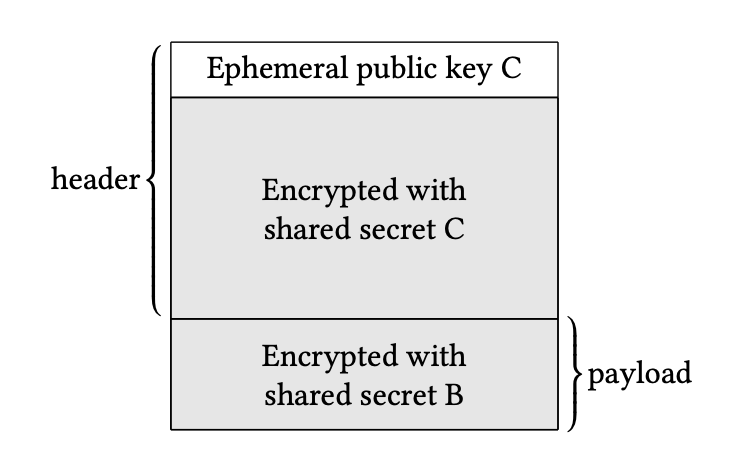 Ephemeral public key C
header
Encrypted with
shared secret C
Encrypted with
shared secret B
payload